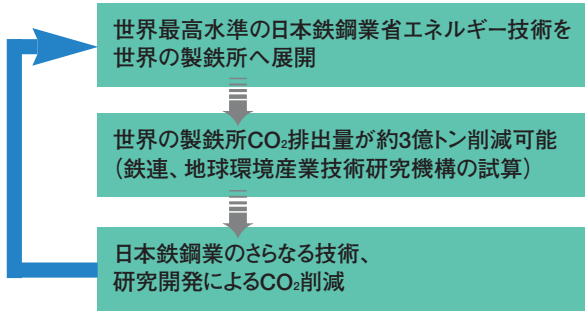 世界最高水準の日本鉄鋼業省エネルギー技術を
世界の製鉄所へ展開
世界の製鉄所CO₂排出量が約3億トン削減可能
（鉄連、地球環境産業技術研究機構の試算）
日本鉄鋼業のさらなる技術、
研究開発によるCO₂削減